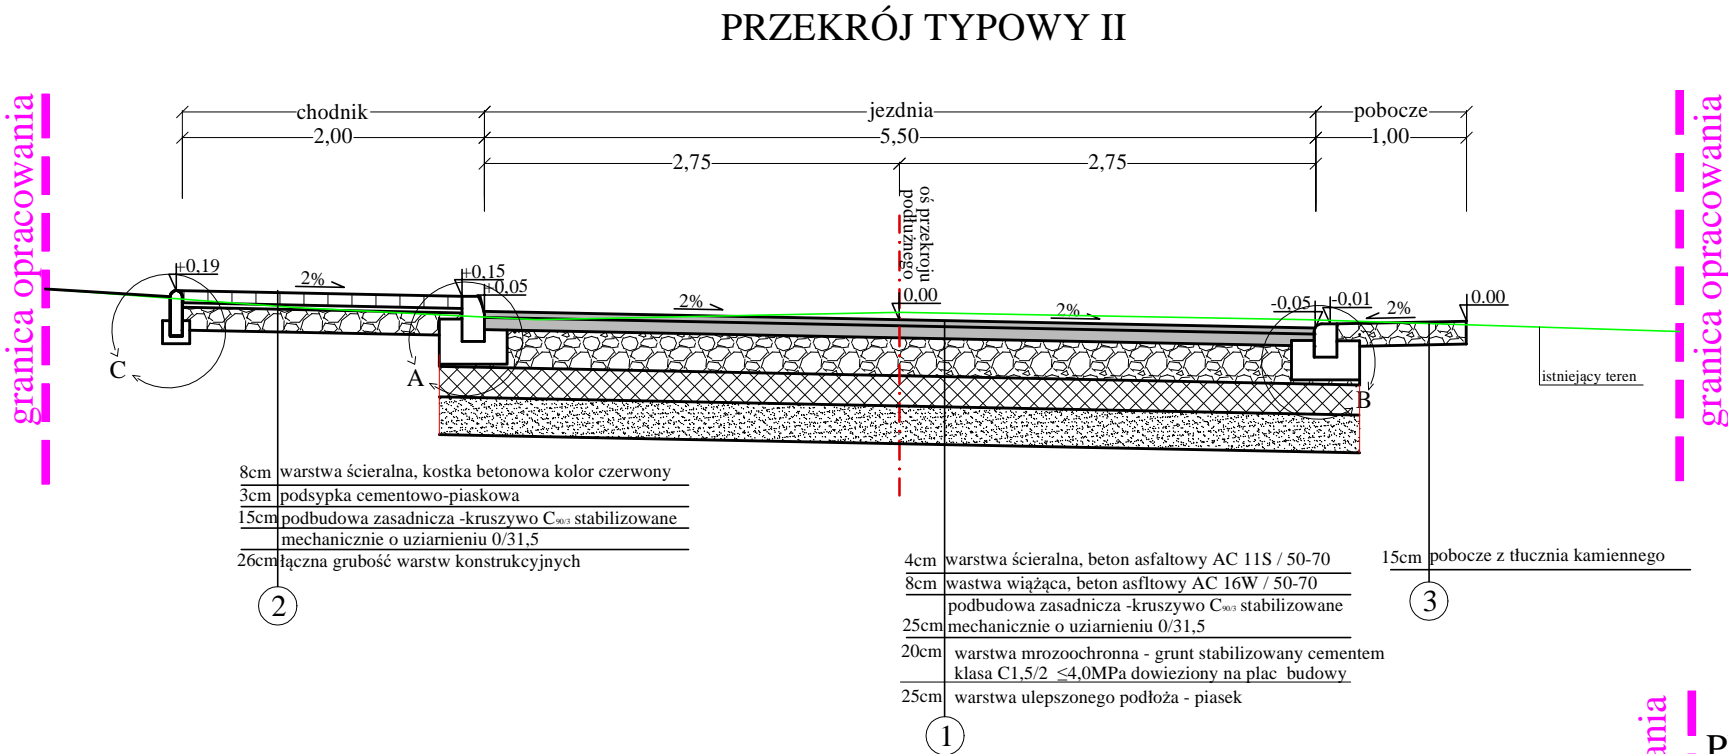 PRZEKRÓJ TYPOWY II
granica opracowania
granica opracowania
chodnik
jezdnia
pobocze
2,00
5,50
1,00
2,75
2,75
oś przekroju
podłużnego
+0,19
2%
+0,15
+0,05
2%
0,00
2%
-0,05
-0,01
2%
0.00
C
A
B
istniejący teren
8cm warstwa ścieralna, kostka betonowa kolor czerwony
3cm podsypka cementowo-piaskowa
15cm podbudowa zasadnicza -kruszywo C90/3 stabilizowane
mechanicznie o uziarnieniu 0/31,5
26cm łączna grubość warstw konstrukcyjnych
2
4cm warstwa ścieralna, beton asfaltowy AC 11S / 50-70
8cm wastwa wiążąca, beton asfltowy AC 16W / 50-70
podbudowa zasadnicza -kruszywo C90/3 stabilizowane
25cm mechanicznie o uziarnieniu 0/31,5
20cm warstwa mrozoochronna - grunt stabilizowany cementem
klasa C1,5/2 ≤4,0MPa dowieziony na plac budowy
25cm warstwa ulepszonego podłoża - piasek
1
15cm pobocze z tłucznia kamiennego
3
ania
P